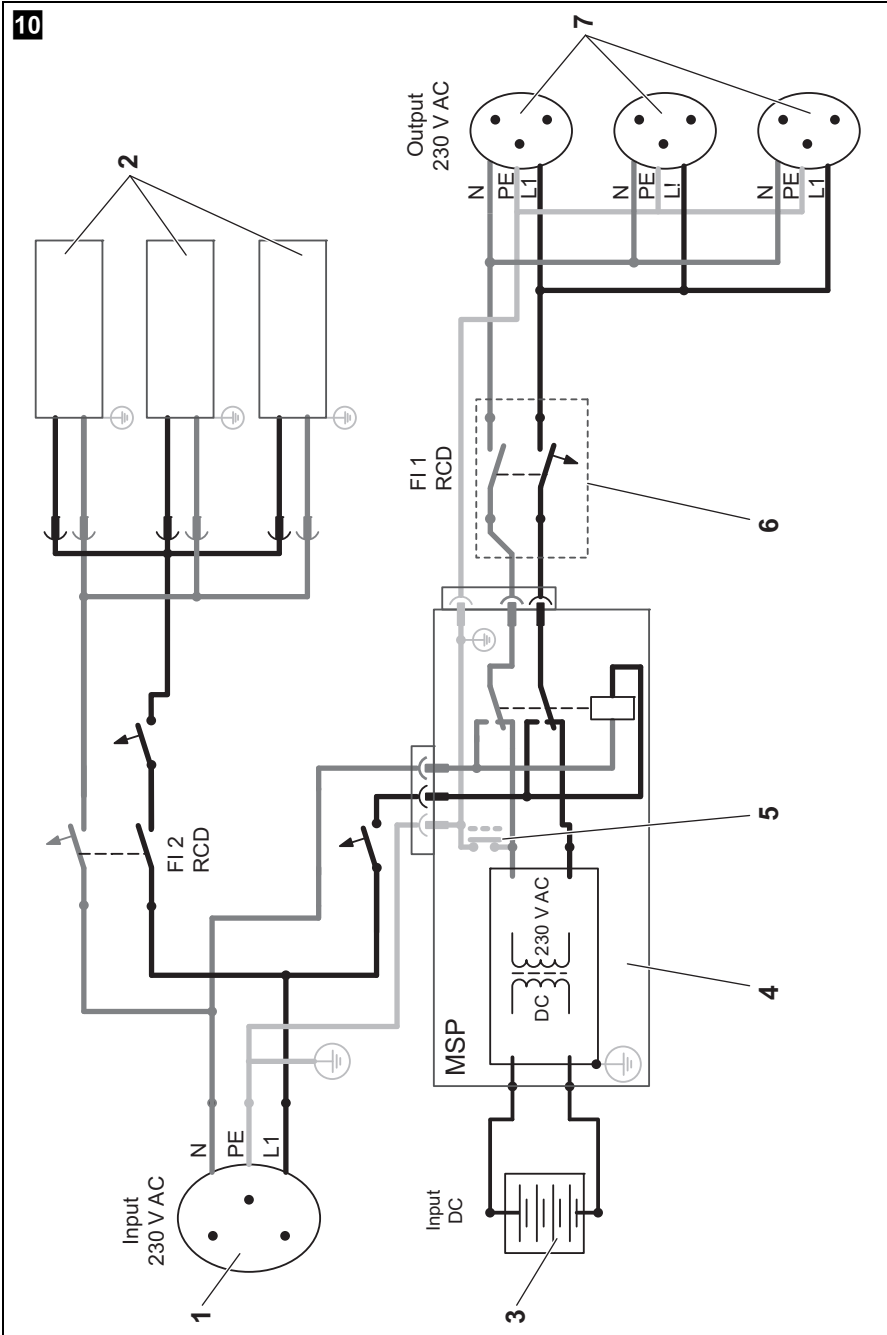 10
2
7
Output
230 V AC
N
PE
L1
N
PE
L!
N
PE
L1
FI 1
RCD
6
FI 2
RCD
5
MSP
DC
230 V AC
4
N
PE
L1
Input
230 V AC
1
Input
DC
3